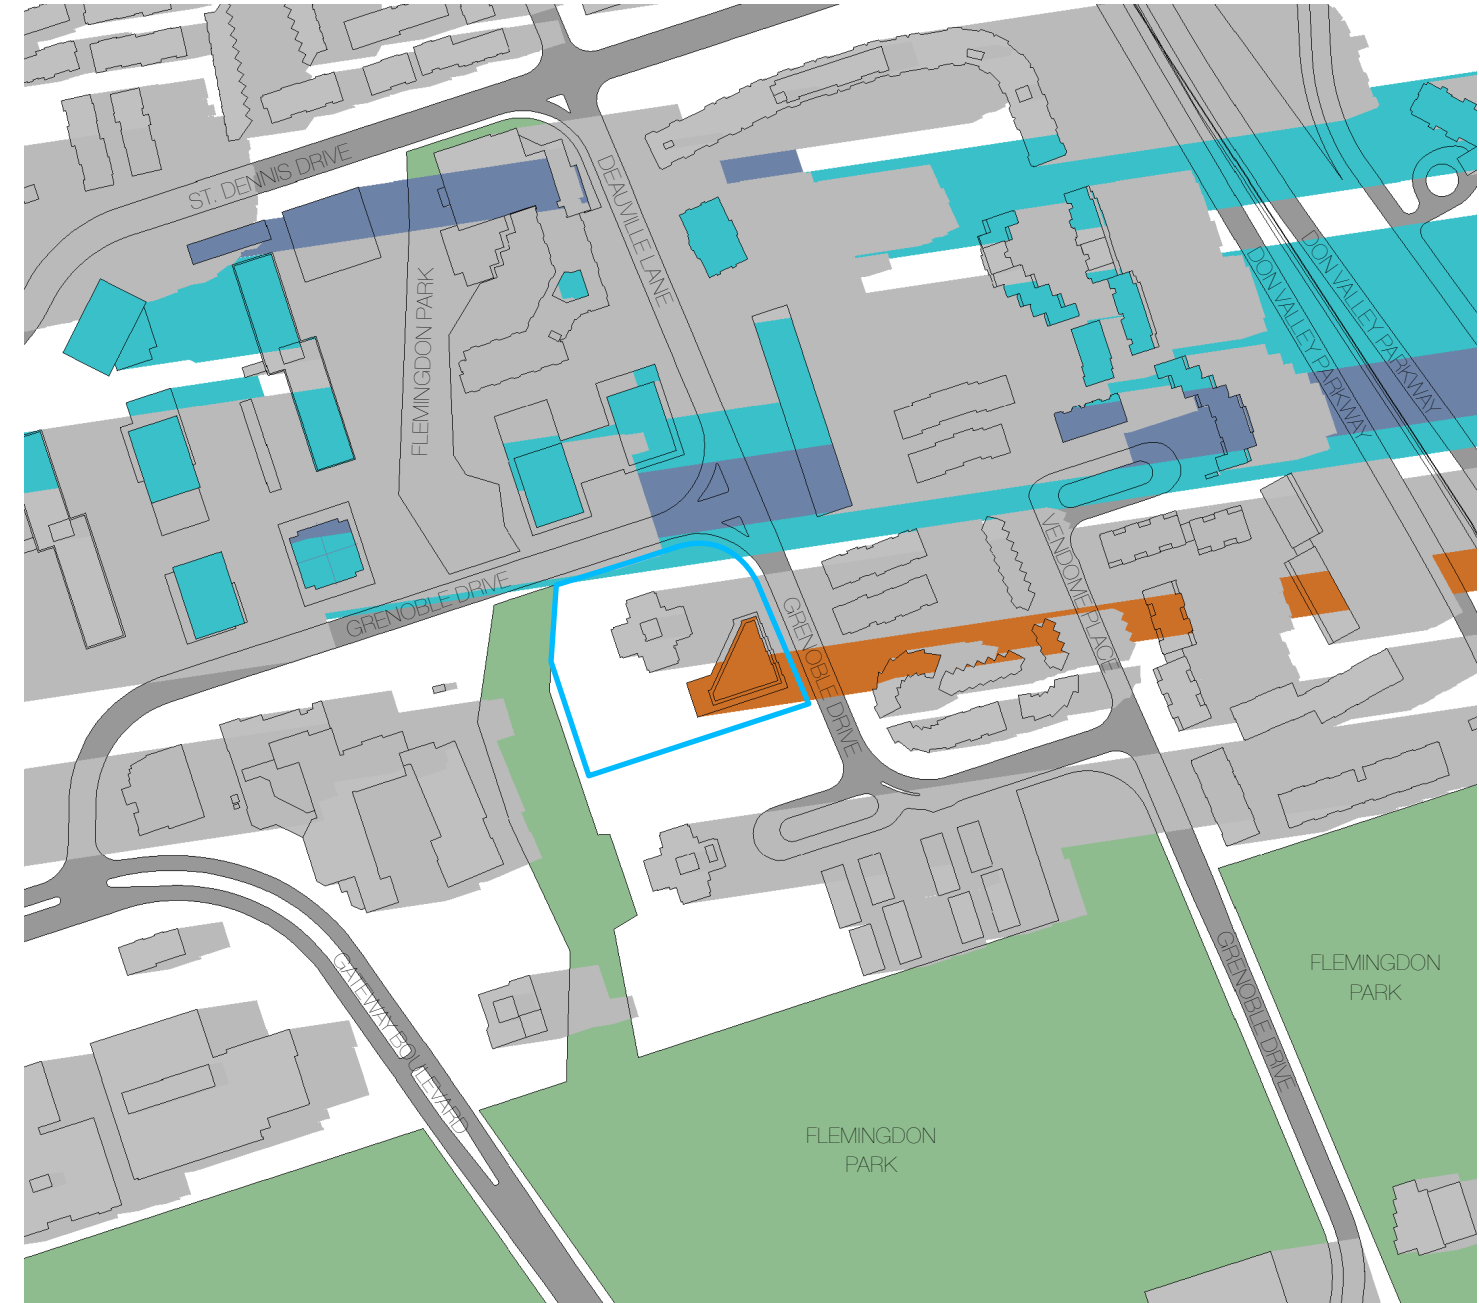 ST. DENNIS DRIVE
DEAUVILLE LANE
FLEMINGDON PARK
DON VALLEY PARKWAY
DON VALLEY PARKWAY
GRENOBLE DRIVE
GRENOBLE DRIVE
VENDOME PLACE
GATEWAY BOULEVARD
GRENOBLE DRIVE
FLEMINGDON
PARK
FLEMINGDON
PARK